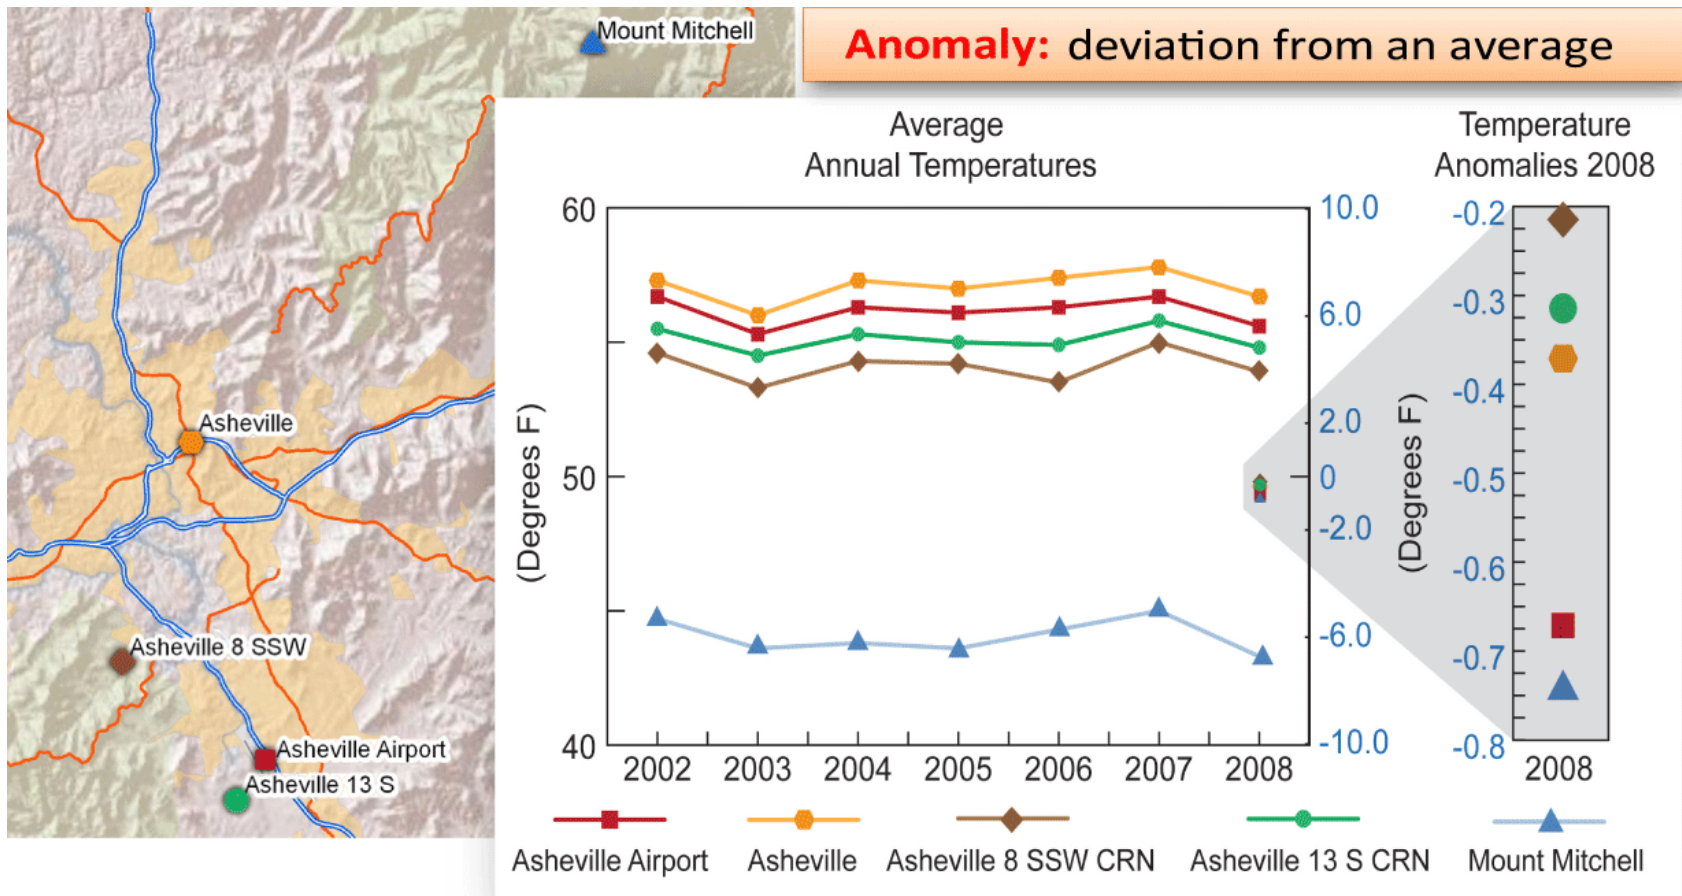 Mount Mitchell
Asheville
Asheville 8 SSW
Asheville Airport
Asheville 13 S
Anomaly: deviation from an average
Average
Annual Temperatures
60
50
40
(Degrees F)
10.0
6.0
2.0
0
-2.0
-6.0
-10.0
2002 2003 2004 2005 2006 2007 2008
Temperature
Anomalies 2008
(Degrees F)
-0.2
-0.3
-0.4
-0.5
-0.6
-0.7
-0.8
2008
Asheville Airport Asheville Asheville 8 SSW CRN Asheville 13 S CRN Mount Mitchell